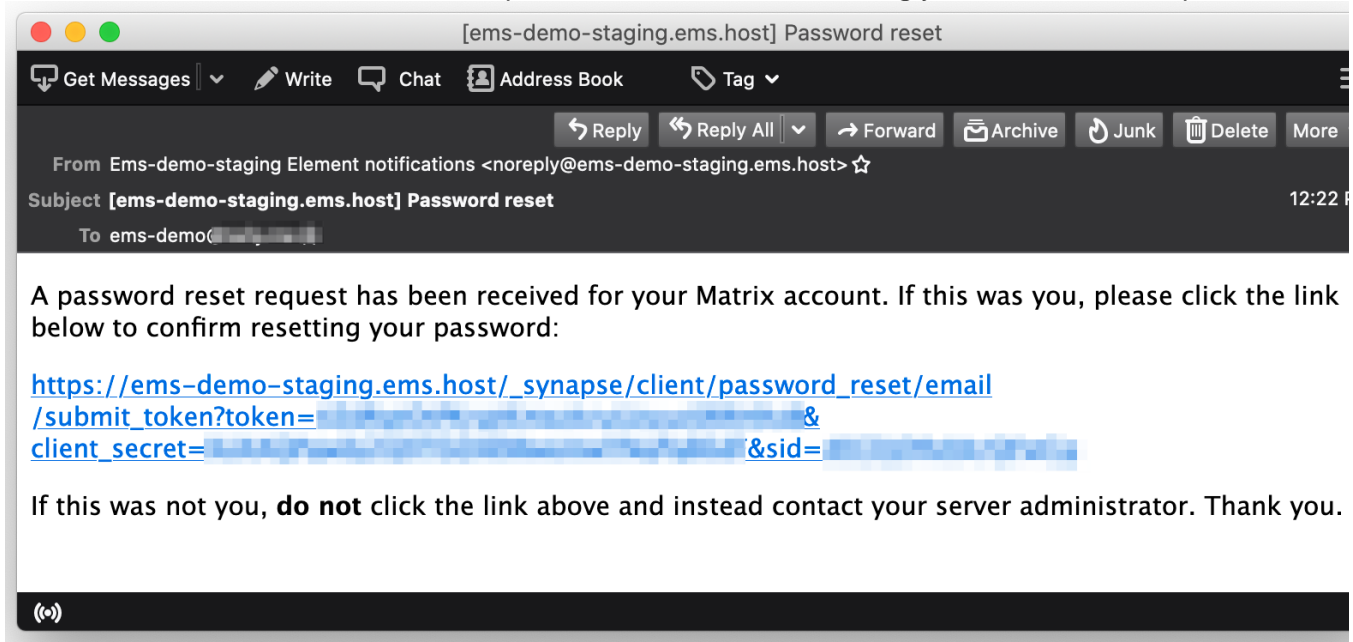 [ems-demo-staging.ems.host] Password reset
Get Messages Write Chat Address Book Tag
Reply Reply All Forward Archive Junk Delete More
From Ems-demo-staging Element notifications <noreply@ems-demo-staging.ems.host>
Subject [ems-demo-staging.ems.host] Password reset 12:22
To ems-demo@
A password reset request has been received for your Matrix account. If this was you, please click the link
below to confirm resetting your password:
https://ems-demo-staging.ems.host/_synapse/client/password_reset/email
/submit_token?token= &
client_secret= &sid=
If this was not you, do not click the link above and instead contact your server administrator. Thank you.